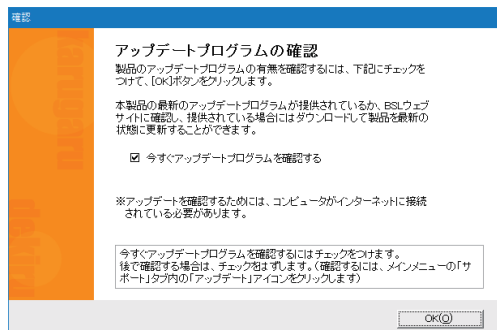 確認
アップデートプログラムの確認
製品のアップデートプログラムの有無を確認するには、下記にチェックを
つけて、[OK]ボタンをクリックします。
本製品の最新のアップデートプログラムが提供されているか、BSLウェブ
サイトに確認し、提供されている場合にはダウンロードして製品を最新の
状態に更新することができます。
今すぐアップデートプログラムを確認する
※アップデートを確認するためには、コンピュータがインターネットに接続
されている必要があります。
今すぐアップデートプログラムを確認するにはチェックをつけます。
後で確認する場合は、チェックをはずします。(確認するには、メインメニューの「サ
ポート」タブ内の「アップデート」アイコンをクリックします)
OK(O)